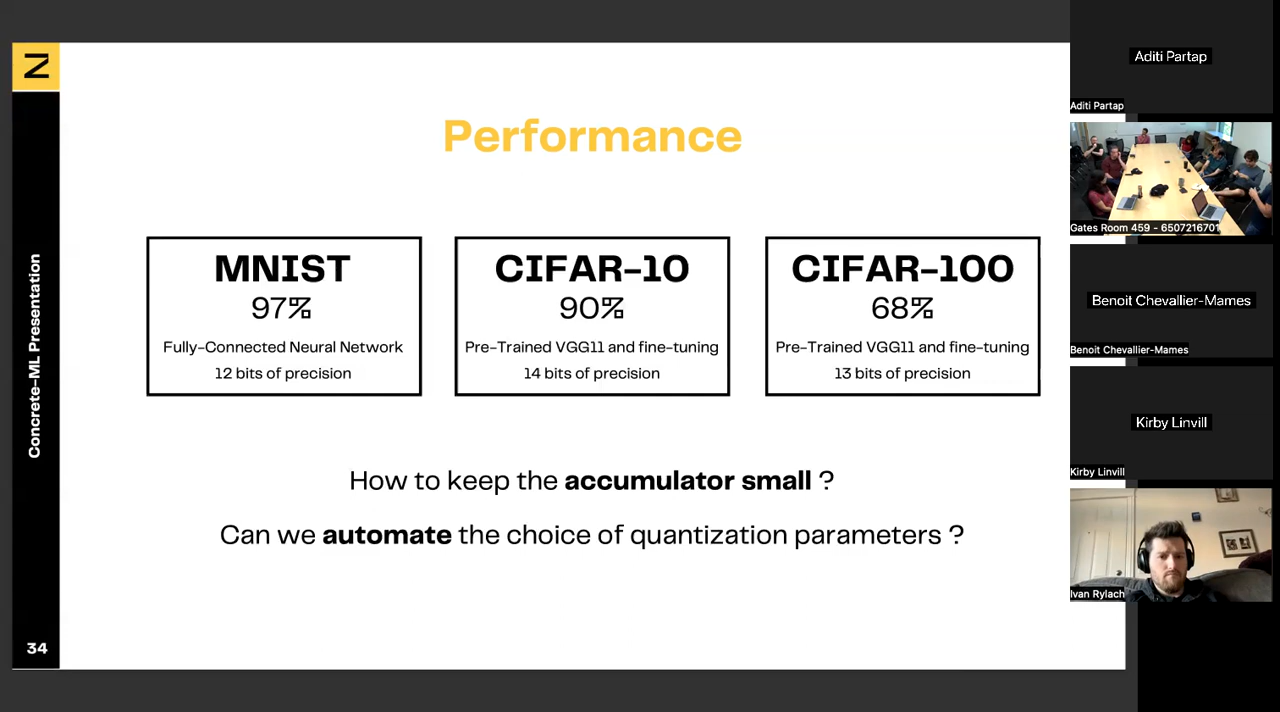 Performance
MNIST
97%
Fully-Connected Neural Network
12 bits of precision
CIFAR-10
90%
Pre-Trained VGG11 and fine-tuning
14 bits of precision
CIFAR-100
68%
Pre-Trained VGG11 and fine-tuning
13 bits of precision
How to keep the accumulator small ?
Can we automate the choice of quantization parameters ?
Concrete-ML Presentation
34
Aditi Partap
Aditi Partap
Gates Room 459 - 6507216701
Benoit Chevallier-Mames
Benoit Chevallier-Mames
Kirby Linvill
Kirby Linvill
Ivan Rylach